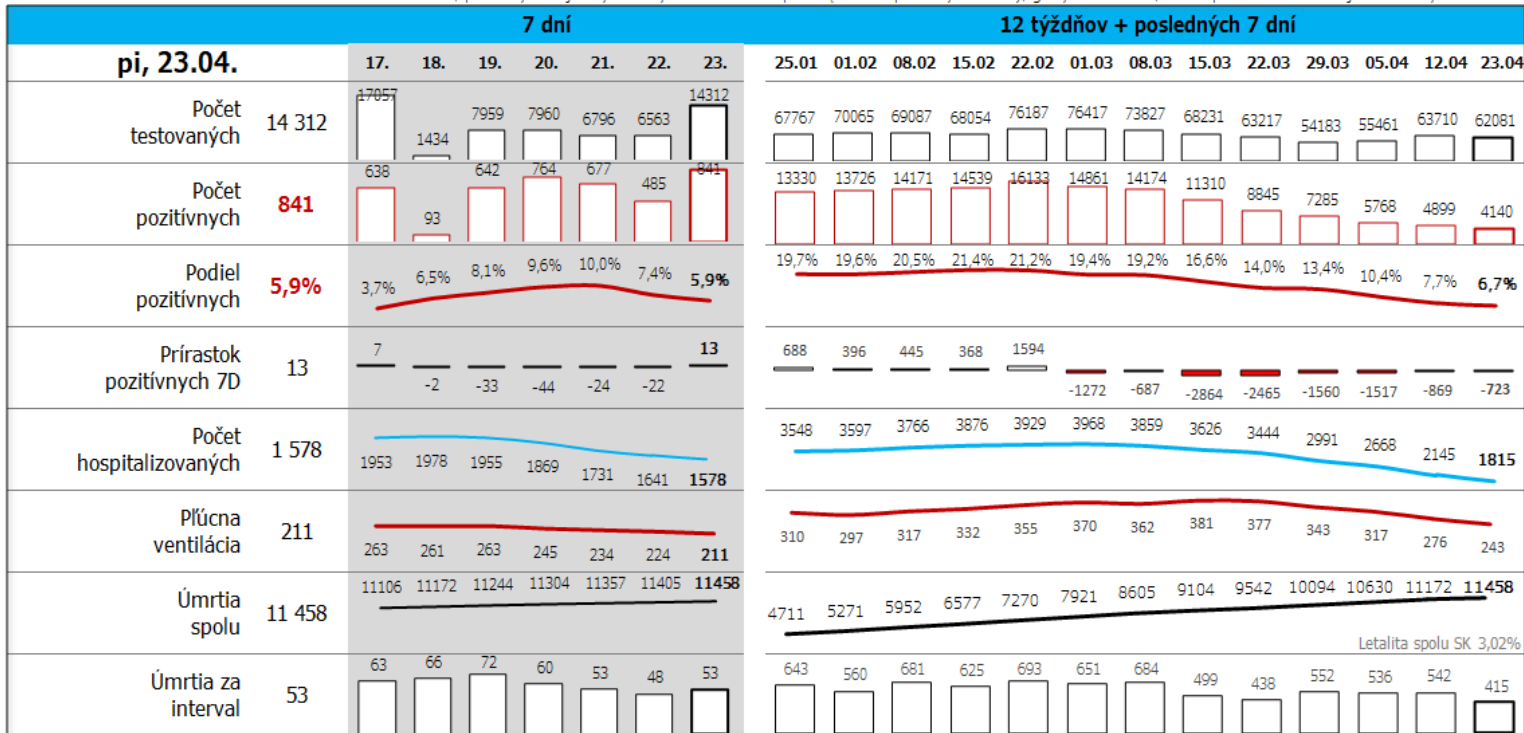 7 dní
12 týždňov + posledných 7 dní
pi, 23.04.
17. 18. 19. 20. 21. 22. 23.
25.01 01.02 08.02 15.02 22.02 01.03 08.03 15.03 22.03 29.03 05.04 12.04 23.04
Počet
testovaných
14 312
17057 1434 7959 7960 6796 6563 14312
67767 70065 69087 68054 76187 76417 73827 68231 63217 54183 55461 63710 62081
Počet
pozitívnych
841
638 93 642 764 677 485 841
13330 13726 14171 14539 16133 14861 14174 11310 8845 7285 5768 4899 4140
Podiel
pozitívnych
5,9%
3,7% 6,5% 8,1% 9,6% 10,0% 7,4% 5,9%
19,7% 19,6% 20,5% 21,4% 21,2% 19,4% 19,2% 16,6% 14,0% 13,4% 10,4% 7,7% 6,7%
Prírastok
pozitívnych 7D
13
7 -2 -33 -44 -24 -22 13
688 396 445 368 1594 -1272 -687 -2864 -2465 -1560 -1517 -869 -723
Počet
hospitalizovaných
1 578
1953 1978 1955 1869 1731 1641 1578
3548 3597 3766 3876 3929 3968 3859 3626 3444 2991 2668 2145 1815
Pľúcna
ventilácia
211
263 261 263 245 234 224 211
310 297 317 332 355 370 362 381 377 343 317 276 243
Úmrtia
spolu
11 458
11106 11172 11244 11304 11357 11405 11458
4711 5271 5952 6577 7270 7921 8605 9104 9542 10094 10630 11172 11458
Letalita spolu SK 3,02%
Úmrtia za
interval
53
63 66 72 60 53 48 53
643 560 681 625 693 651 684 499 438 552 536 542 415